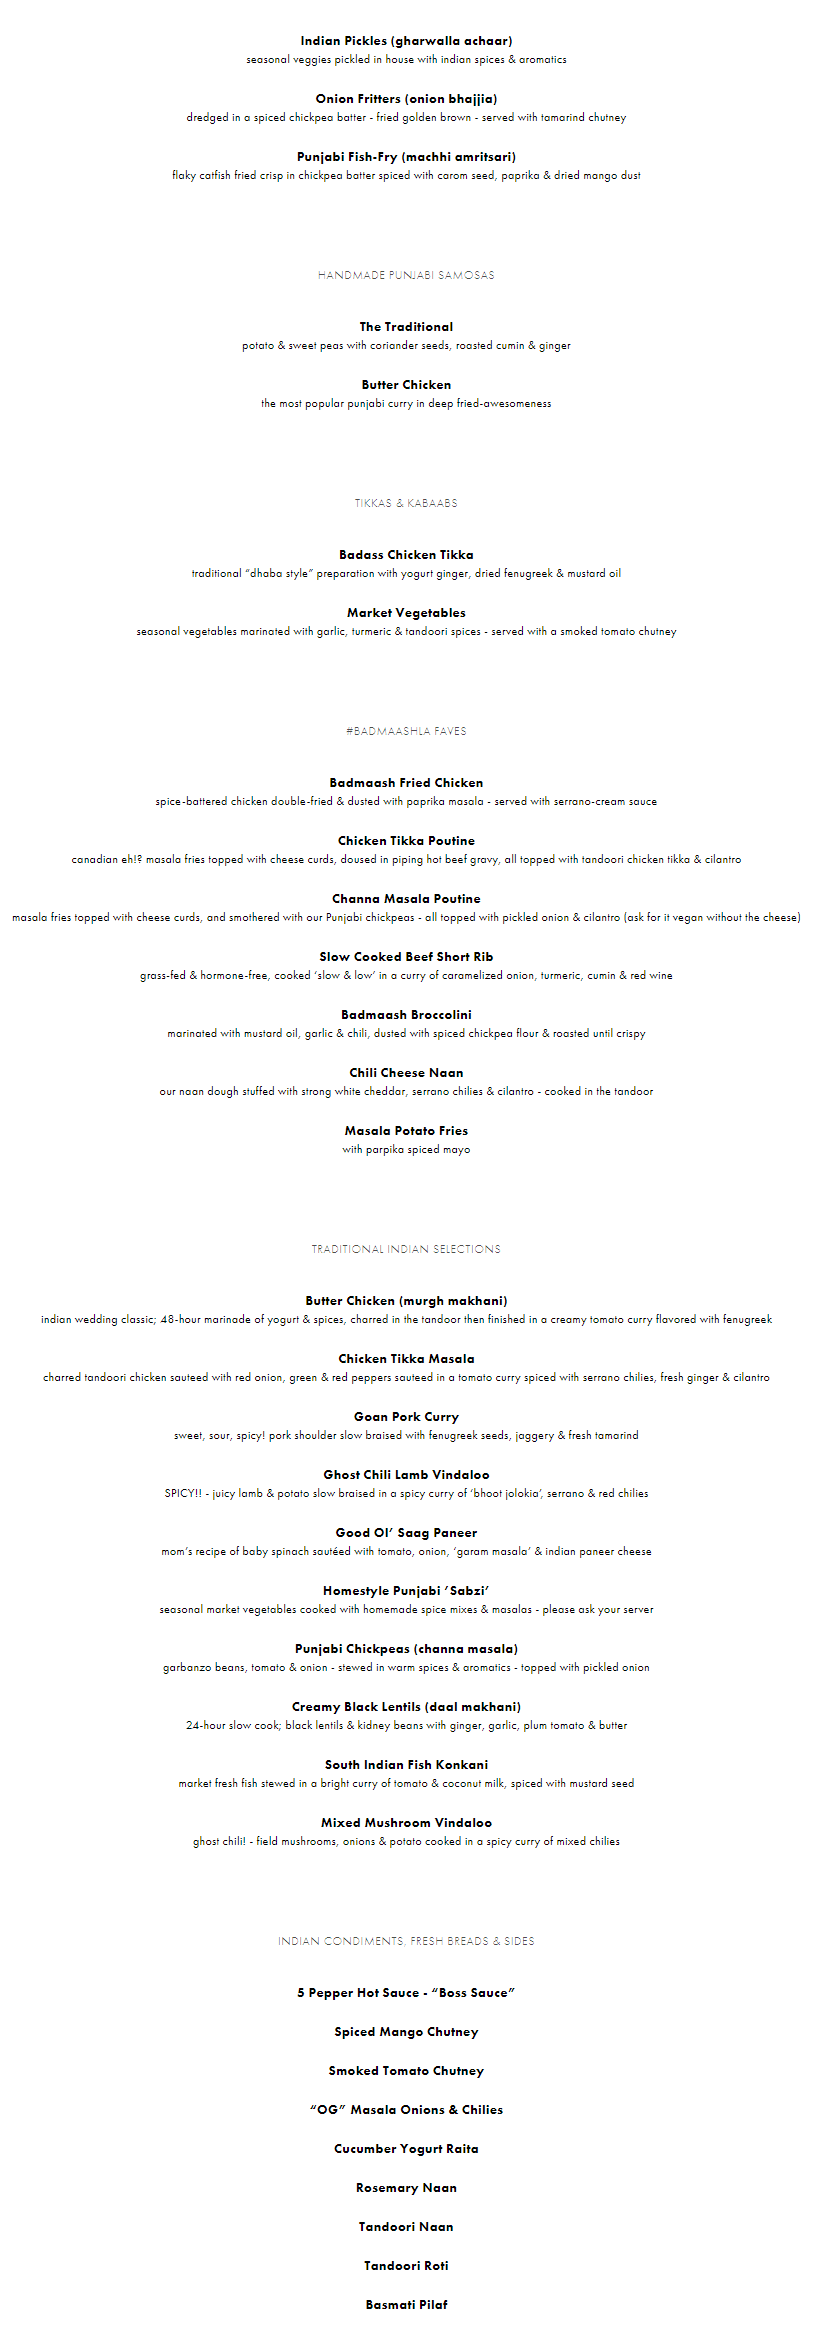 Indian Pickles (gharwalla achaar)
seasonal veggies pickled in house with indian spices & aromatics
Onion Fritters (onion bhajjia)
dredged in a spiced chickpea batter - fried golden brown - served with tamarind chutney
Punjabi Fish-Fry (machhi amritsari)
flaky catfish fried crisp in chickpea batter spiced with carom seed, paprika & dried mango dust
HANDMADE PUNJABI SAMOSAS
The Traditional
potato & sweet peas with coriander seeds, roasted cumin & ginger
Butter Chicken
the most popular punjabi curry in deep fried-awesomeness
TIKKAS & KABAABS
Badass Chicken Tikka
traditional “dhaba style” preparation with yogurt ginger, dried fenugreek & mustard oil
Market Vegetables
seasonal vegetables marinated with garlic, turmeric & tandoori spices - served with a smoked tomato chutney
#BADMAASHLA FAVES
Badmaash Fried Chicken
spice-battered chicken double-fried & dusted with paprika masala - served with serrano-cream sauce
Chicken Tikka Poutine
canadian eh!? masala fries topped with cheese curds, doused in piping hot beef gravy, all topped with tandoori chicken tikka & cilantro
Channa Masala Poutine
masala fries topped with cheese curds, and smothered with our Punjabi chickpeas - all topped with pickled onion & cilantro (ask for it vegan without the cheese)
Slow Cooked Beef Short Rib
grass-fed & hormone-free, cooked ‘slow & low’ in a curry of caramelized onion, turmeric, cumin & red wine
Badmaash Broccolini
marinated with mustard oil, garlic & chili, dusted with spiced chickpea flour & roasted until crispy
Chili Cheese Naan
our naan dough stuffed with strong white cheddar, serrano chilies & cilantro - cooked in the tandoor
Masala Potato Fries
with parpika spiced mayo
TRADITIONAL INDIAN SELECTIONS
Butter Chicken (murgh makhani)
indian wedding classic; 48-hour marinade of yogurt & spices, charred in the tandoor then finished in a creamy tomato curry flavored with fenugreek
Chicken Tikka Masala
charred tandoori chicken sauteed with red onion, green & red peppers sauteed in a tomato curry spiced with serrano chilies, fresh ginger & cilantro
Goan Pork Curry
sweet, sour, spicy! pork shoulder slow braised with fenugreek seeds, jaggery & fresh tamarind
Ghost Chili Lamb Vindaloo
SPICY!! - juicy lamb & potato slow braised in a spicy curry of ‘bhoot jolokia’, serrano & red chilies
Good Ol’ Saag Paneer
mom’s recipe of baby spinach sautéed with tomato, onion, ‘garam masala’ & indian paneer cheese
Homestyle Punjabi ‘Sabzi’
seasonal market vegetables cooked with homemade spice mixes & masalas - please ask your server
Punjabi Chickpeas (channa masala)
garbanzo beans, tomato & onion - stewed in warm spices & aromatics - topped with pickled onion
Creamy Black Lentils (daal makhani)
24-hour slow cook; black lentils & kidney beans with ginger, garlic, plum tomato & butter
South Indian Fish Konkani
market fresh fish stewed in a bright curry of tomato & coconut milk, spiced with mustard seed
Mixed Mushroom Vindaloo
ghost chili! - field mushrooms, onions & potato cooked in a spicy curry of mixed chilies
INDIAN CONDIMENTS, FRESH BREADS & SIDES
5 Pepper Hot Sauce - “Boss Sauce”
Spiced Mango Chutney
Smoked Tomato Chutney
“OG” Masala Onions & Chilies
Cucumber Yogurt Raita
Rosemary Naan
Tandoori Naan
Tandoori Roti
Basmati Pilaf